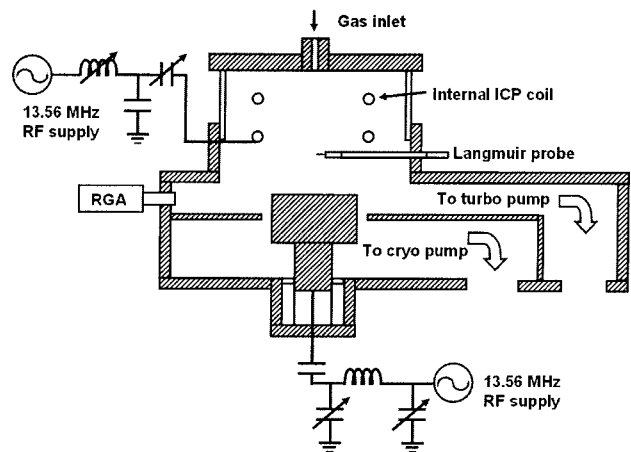 Gas inlet
13.56 MHz
RF supply
Internal ICP coil
Langmuir probe
RGA
To turbo pump
To cryo pump
13.56 MHz
RF supply